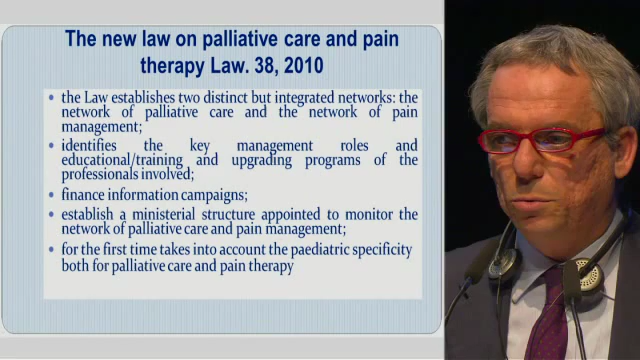 The new law on palliative care and pain
therapy Law. 38, 2010
• the Law establishes two distinct but integrated networks: the
network of palliative care and the network of pain
management;
• identifies the key management roles and
educational/training and upgrading programs of the
professionals involved;
• finance information campaigns;
• establish a ministerial structure appointed to monitor the
network of palliative care and pain management;
• for the first time takes into account the paediatric specificity
both for palliative care and pain therapy